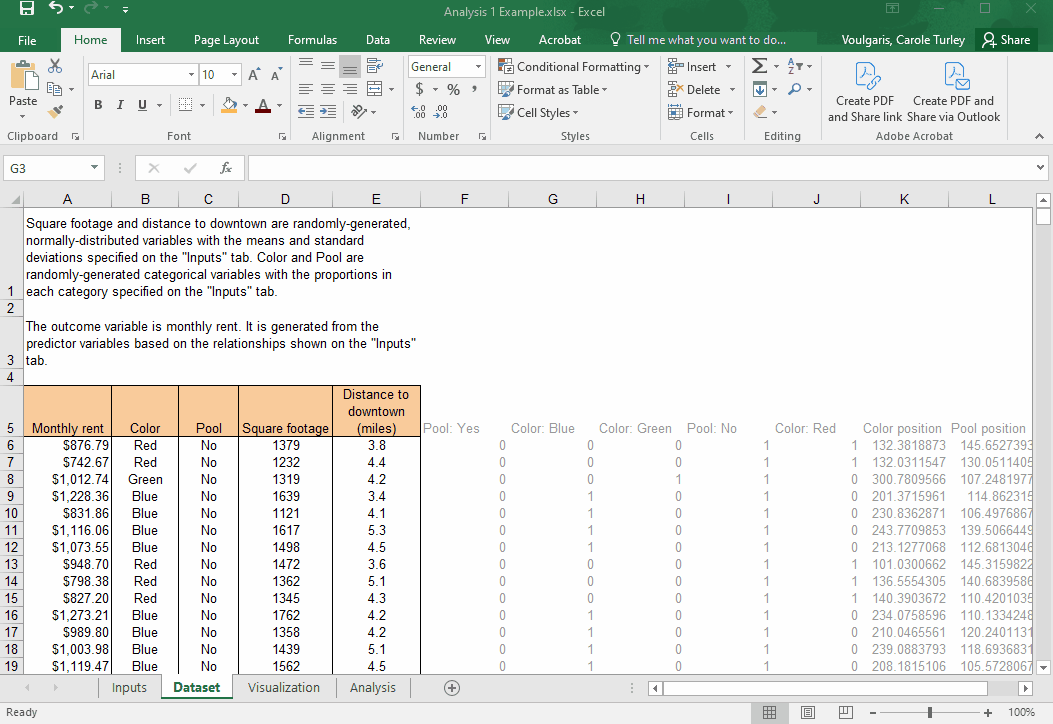 Analysis 1 Example.xlsx - Excel
File Home Insert Page Layout Formulas Data Review View Acrobat Tell me what you want to do... Voulgaris, Carole Turley Share
Paste
Arial 10
B I U
General
$ % ,
Conditional Formatting
Format as Table
Cell Styles
Insert
Delete
Format
Create PDF and Share link
Create PDF and Share via Outlook
Clipboard Font Alignment Number Styles Cells Editing Adobe Acrobat
G3 fx
A B C D E F G H I J K L
Square footage and distance to downtown are randomly-generated,
normally-distributed variables with the means and standard
deviations specified on the "Inputs" tab. Color and Pool are
randomly-generated categorical variables with the proportions in
1 each category specified on the "Inputs" tab.
2
The outcome variable is monthly rent. It is generated from the
predictor variables based on the relationships shown on the "Inputs"
3 tab.
4
5 Monthly rent Color Pool Square footage Distance to downtown (miles) Pool: Yes Color: Blue Color: Green Pool: No Color: Red Color position Pool position
6 $876.79 Red No 1379 3.8 0 0 0 1 1 132.3818873 145.6527393
7 $742.67 Red No 1232 4.4 0 0 0 1 1 132.0311547 130.0511405
8 $1,012.74 Green No 1319 4.2 0 0 1 1 0 300.7809566 107.2481977
9 $1,228.36 Blue No 1639 3.4 0 1 0 1 0 201.3715961 114.862315
10 $831.86 Blue No 1121 4.1 0 1 0 1 0 230.8362871 106.4976867
11 $1,116.06 Blue No 1617 5.3 0 1 0 1 0 243.7709853 139.5066449
12 $1,073.55 Blue No 1498 4.5 0 1 0 1 0 213.1277068 112.6813046
13 $948.70 Red No 1472 3.6 0 0 0 1 1 101.0300662 145.3159822
14 $798.38 Red No 1362 5.1 0 0 0 1 1 136.5554305 140.6839586
15 $827.20 Red No 1345 4.3 0 0 0 1 1 140.3903672 110.4201035
16 $1,273.21 Blue No 1762 4.2 0 1 0 1 0 234.0758596 110.1334248
17 $989.80 Blue No 1358 4.2 0 1 0 1 0 210.0465561 120.2401131
18 $1,003.98 Blue No 1439 5.1 0 1 0 1 0 239.0883793 118.6936831
19 $1,119.47 Blue No 1562 4.5 0 1 0 1 0 208.1815106 105.5728067
Inputs Dataset Visualization Analysis
Ready 100%